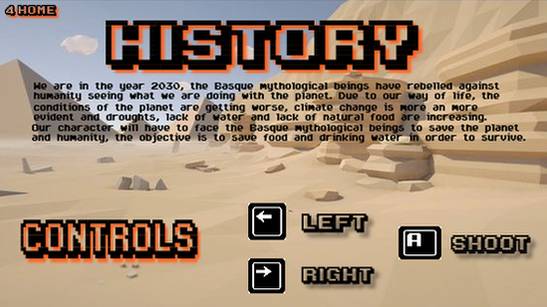 4 HOME
HISTORY
We are in the year 2030, the Basque mythological beings have rebelled against
humanity seeing what we are doing with the planet. Due to our way of life, the
conditions of the planet are getting worse, climate change is more an more
evident and droughts, lack of water and lack of natural food are increasing.
Our character will have to face the Basque mythological beings to save the planet
and humanity, the objective is to save food and drinking water in order to survive.
CONTROLS
← LEFT
A SHOOT
→ RIGHT